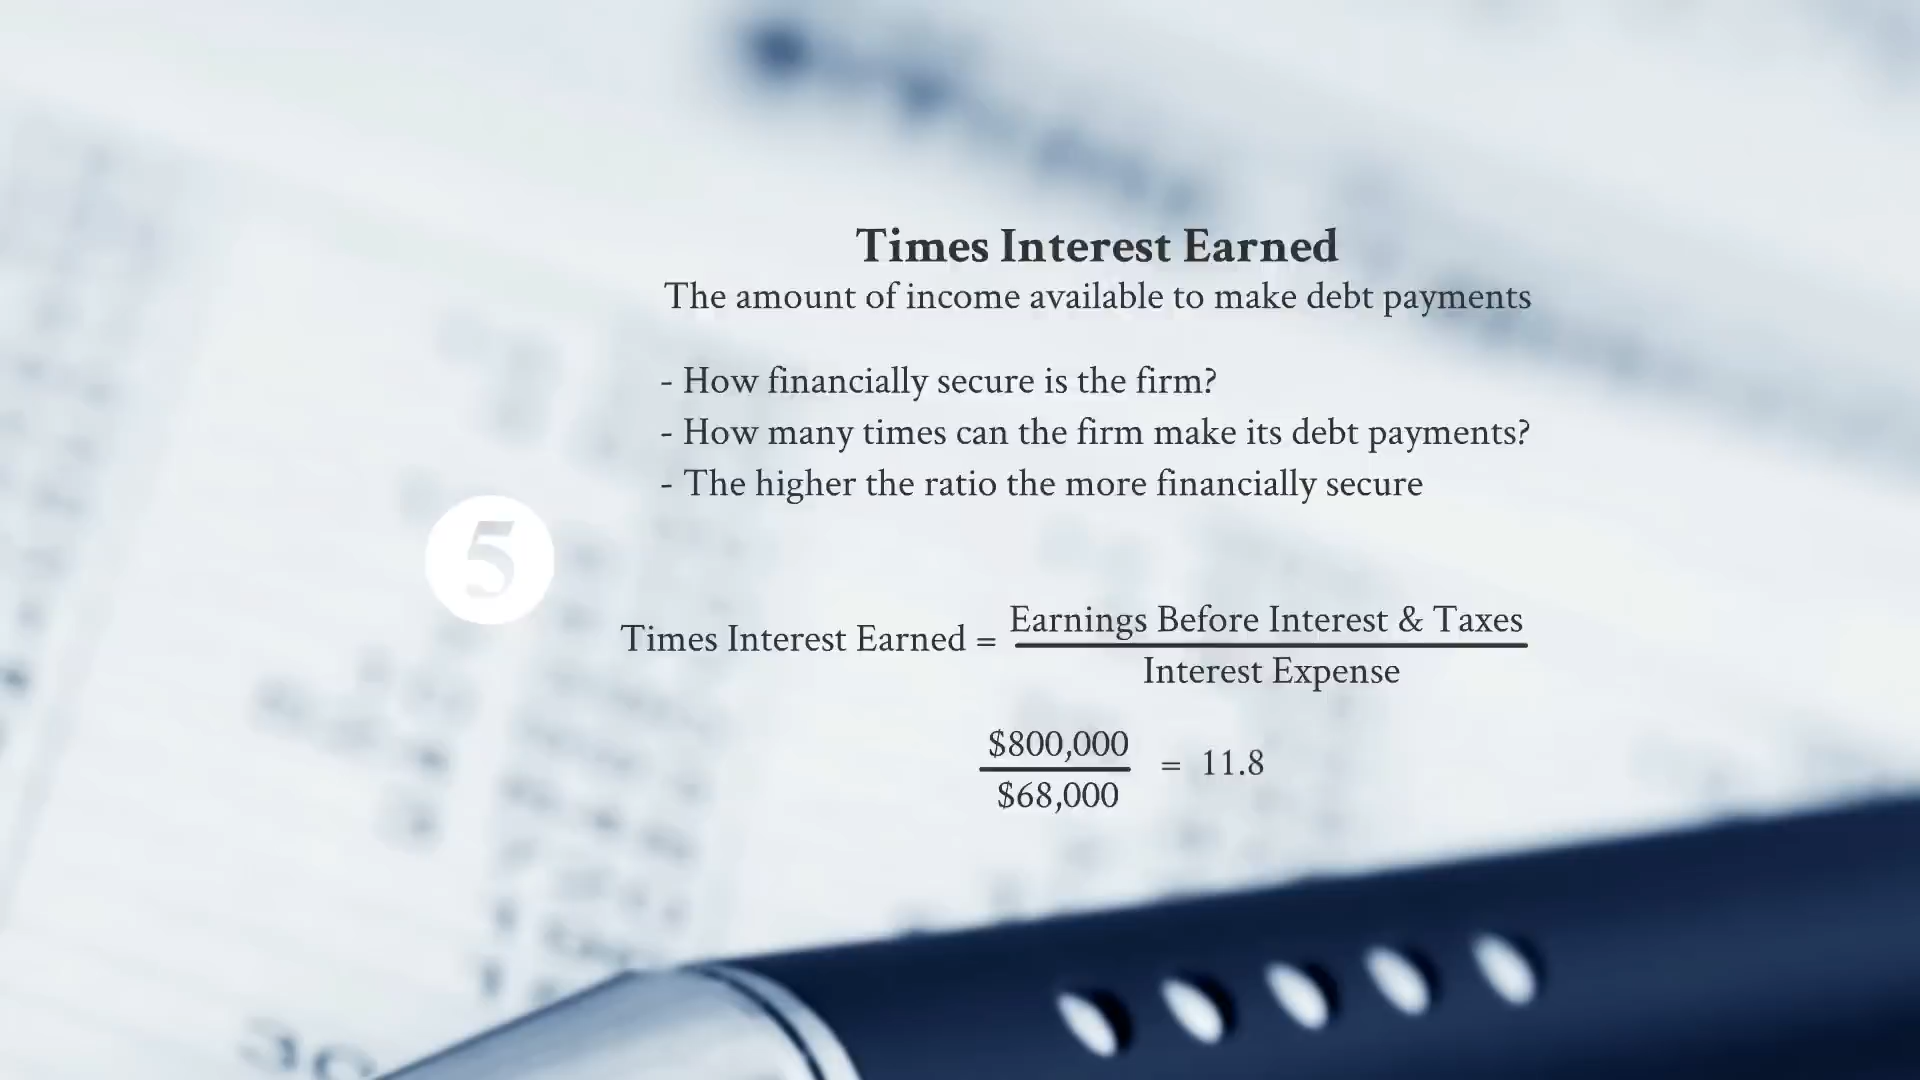 Times Interest Earned
The amount of income available to make debt payments
- How financially secure is the firm?
- How many times can the firm make its debt payments?
- The higher the ratio the more financially secure
5
Times Interest Earned = Earnings Before Interest & Taxes
Interest Expense
$800,000
= 11.8
$68,000